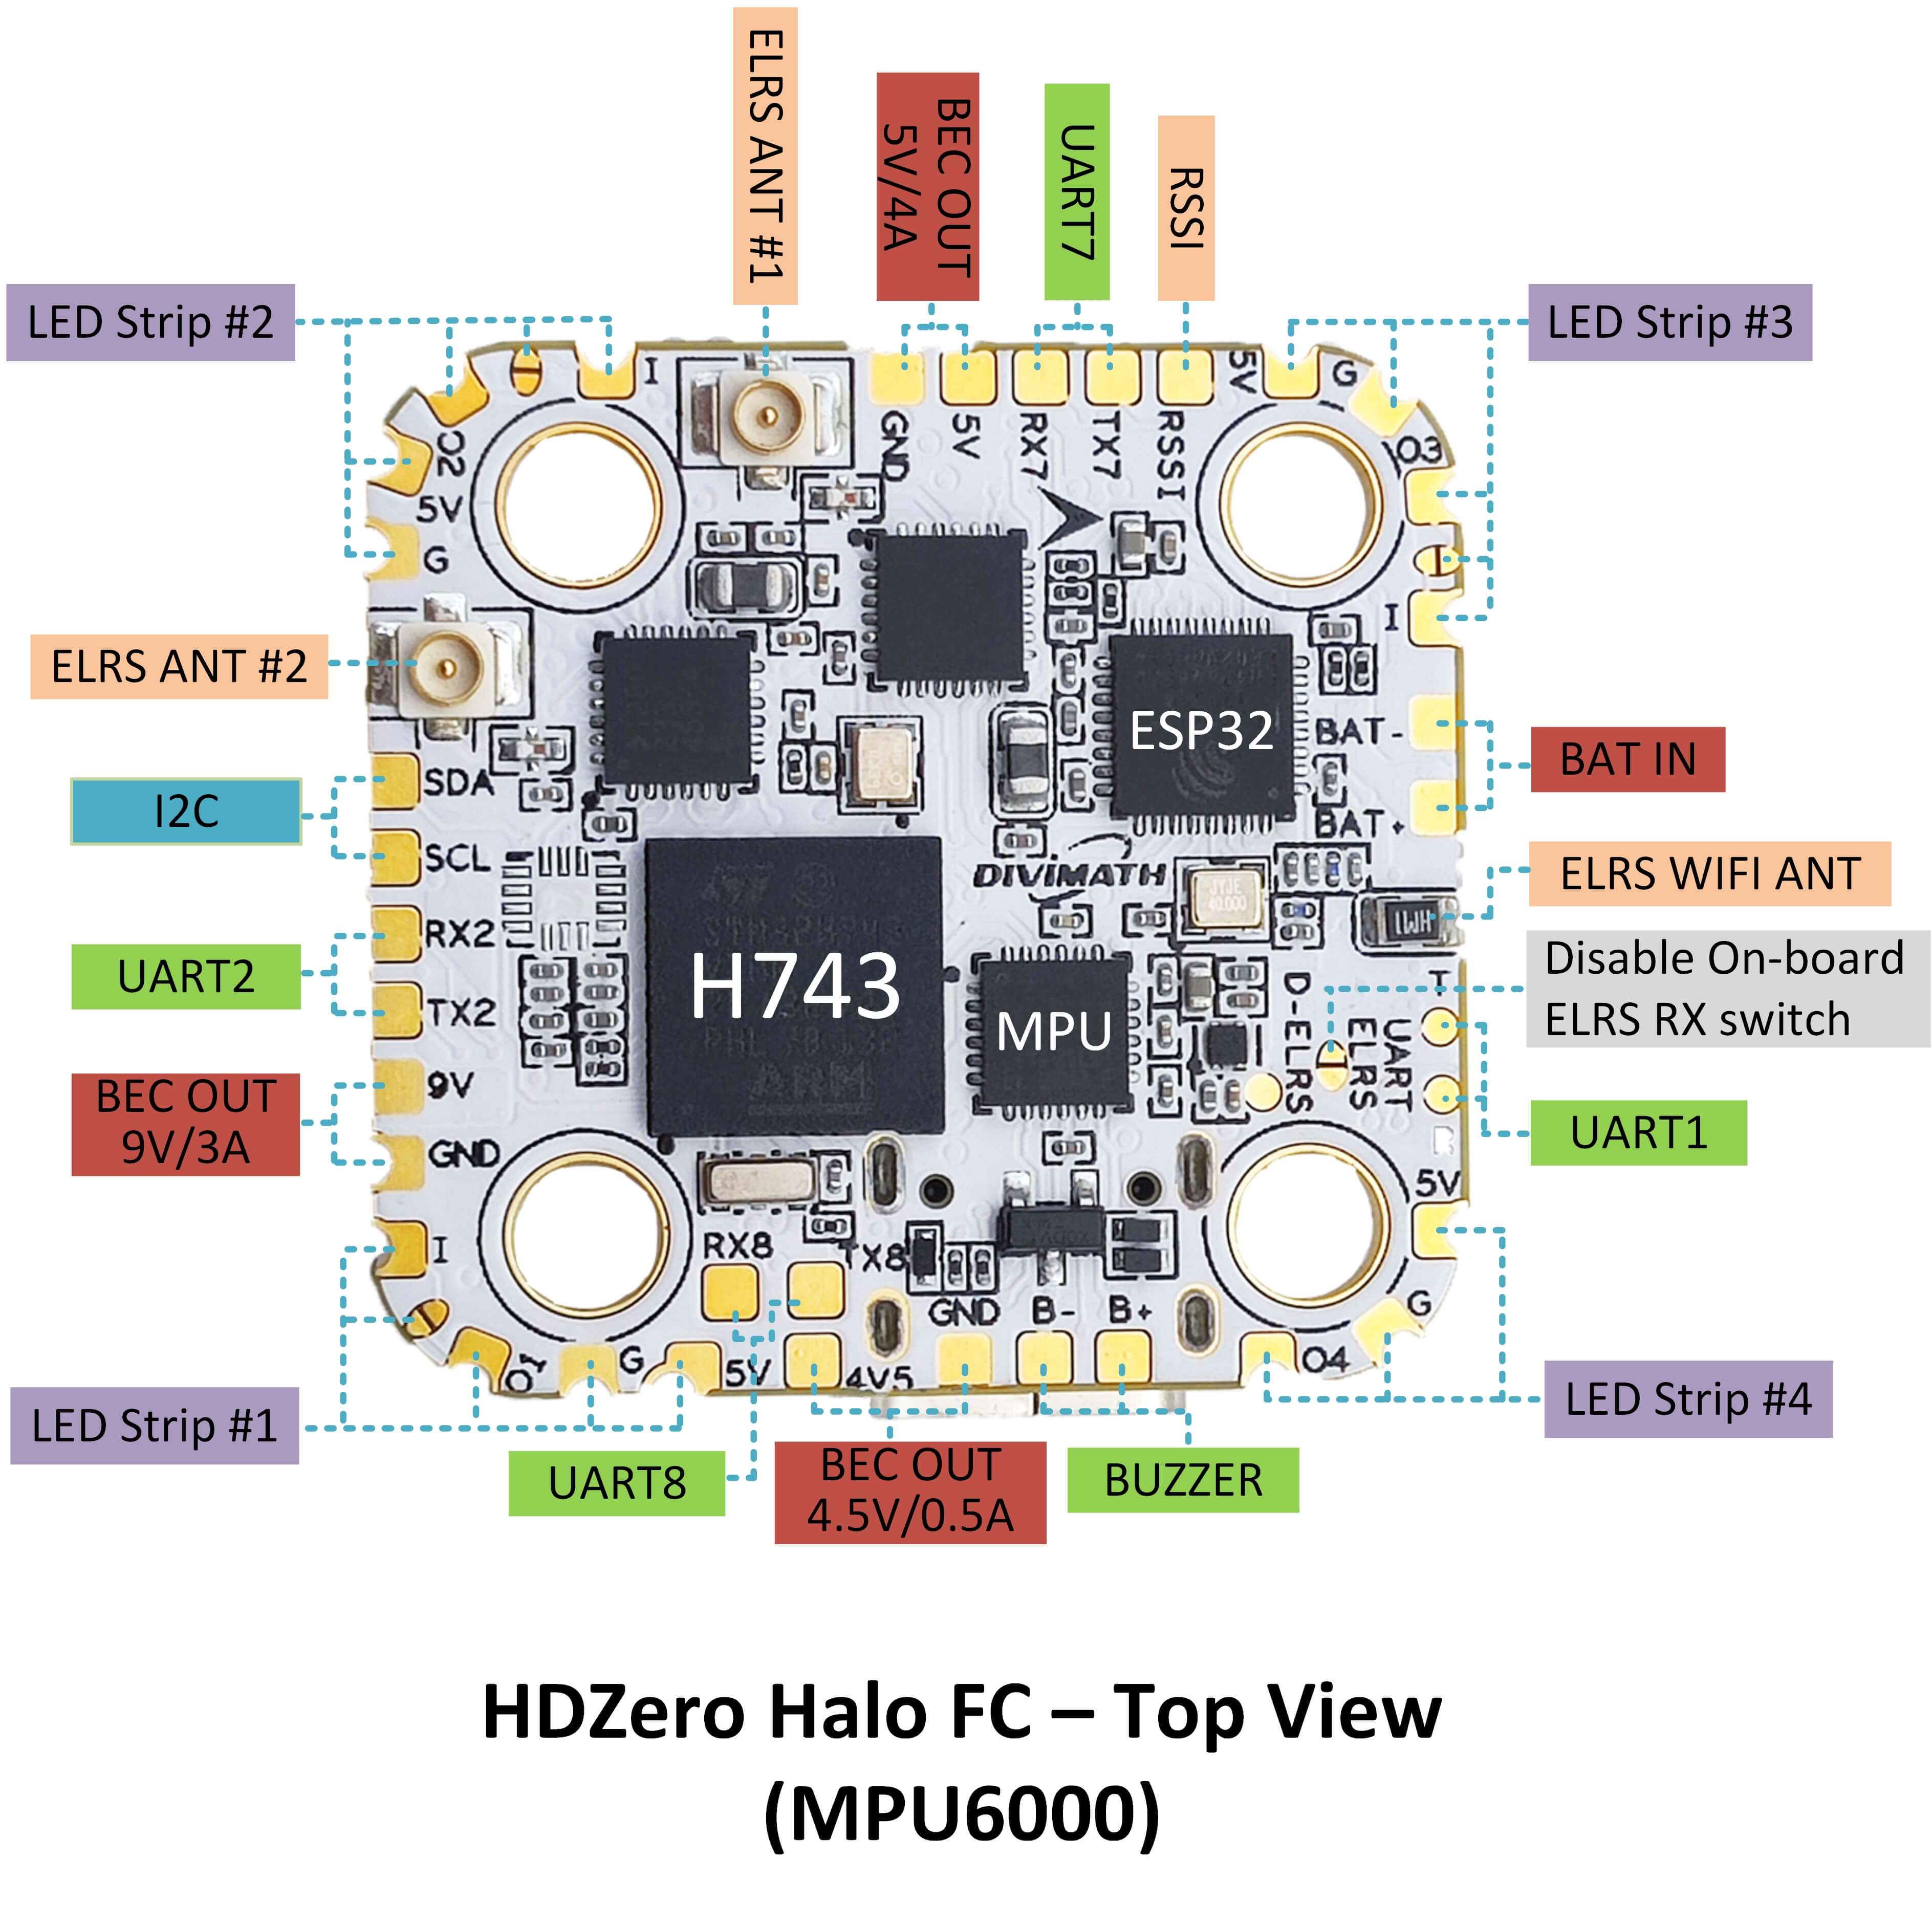 ELRS ANT #1
BEC OUT
5V/4A
UART7
RSSI
LED Strip #2
LED Strip #3
I
GND
5V
RX7
TX7
RSSI
5V
G
O2
5V
G
O3
I
ELRS ANT #2
ESP32
BAT-
BAT IN
BAT+
I2C
SDA
SCL
DIVIMATH
JYJE
40.000
ELRS WIFI ANT
UART2
RX2
TX2
H743
ARM
MPU
D-ELRS
ELRS
UART
T
R
Disable On-board
ELRS RX switch
UART1
BEC OUT
9V/3A
9V
GND
5V
I
RX8
TX8
GND
B-
B+
G
O1
G
5V
4V5
O4
LED Strip #1
LED Strip #4
UART8
BEC OUT
4.5V/0.5A
BUZZER
HDZero Halo FC – Top View
(MPU6000)